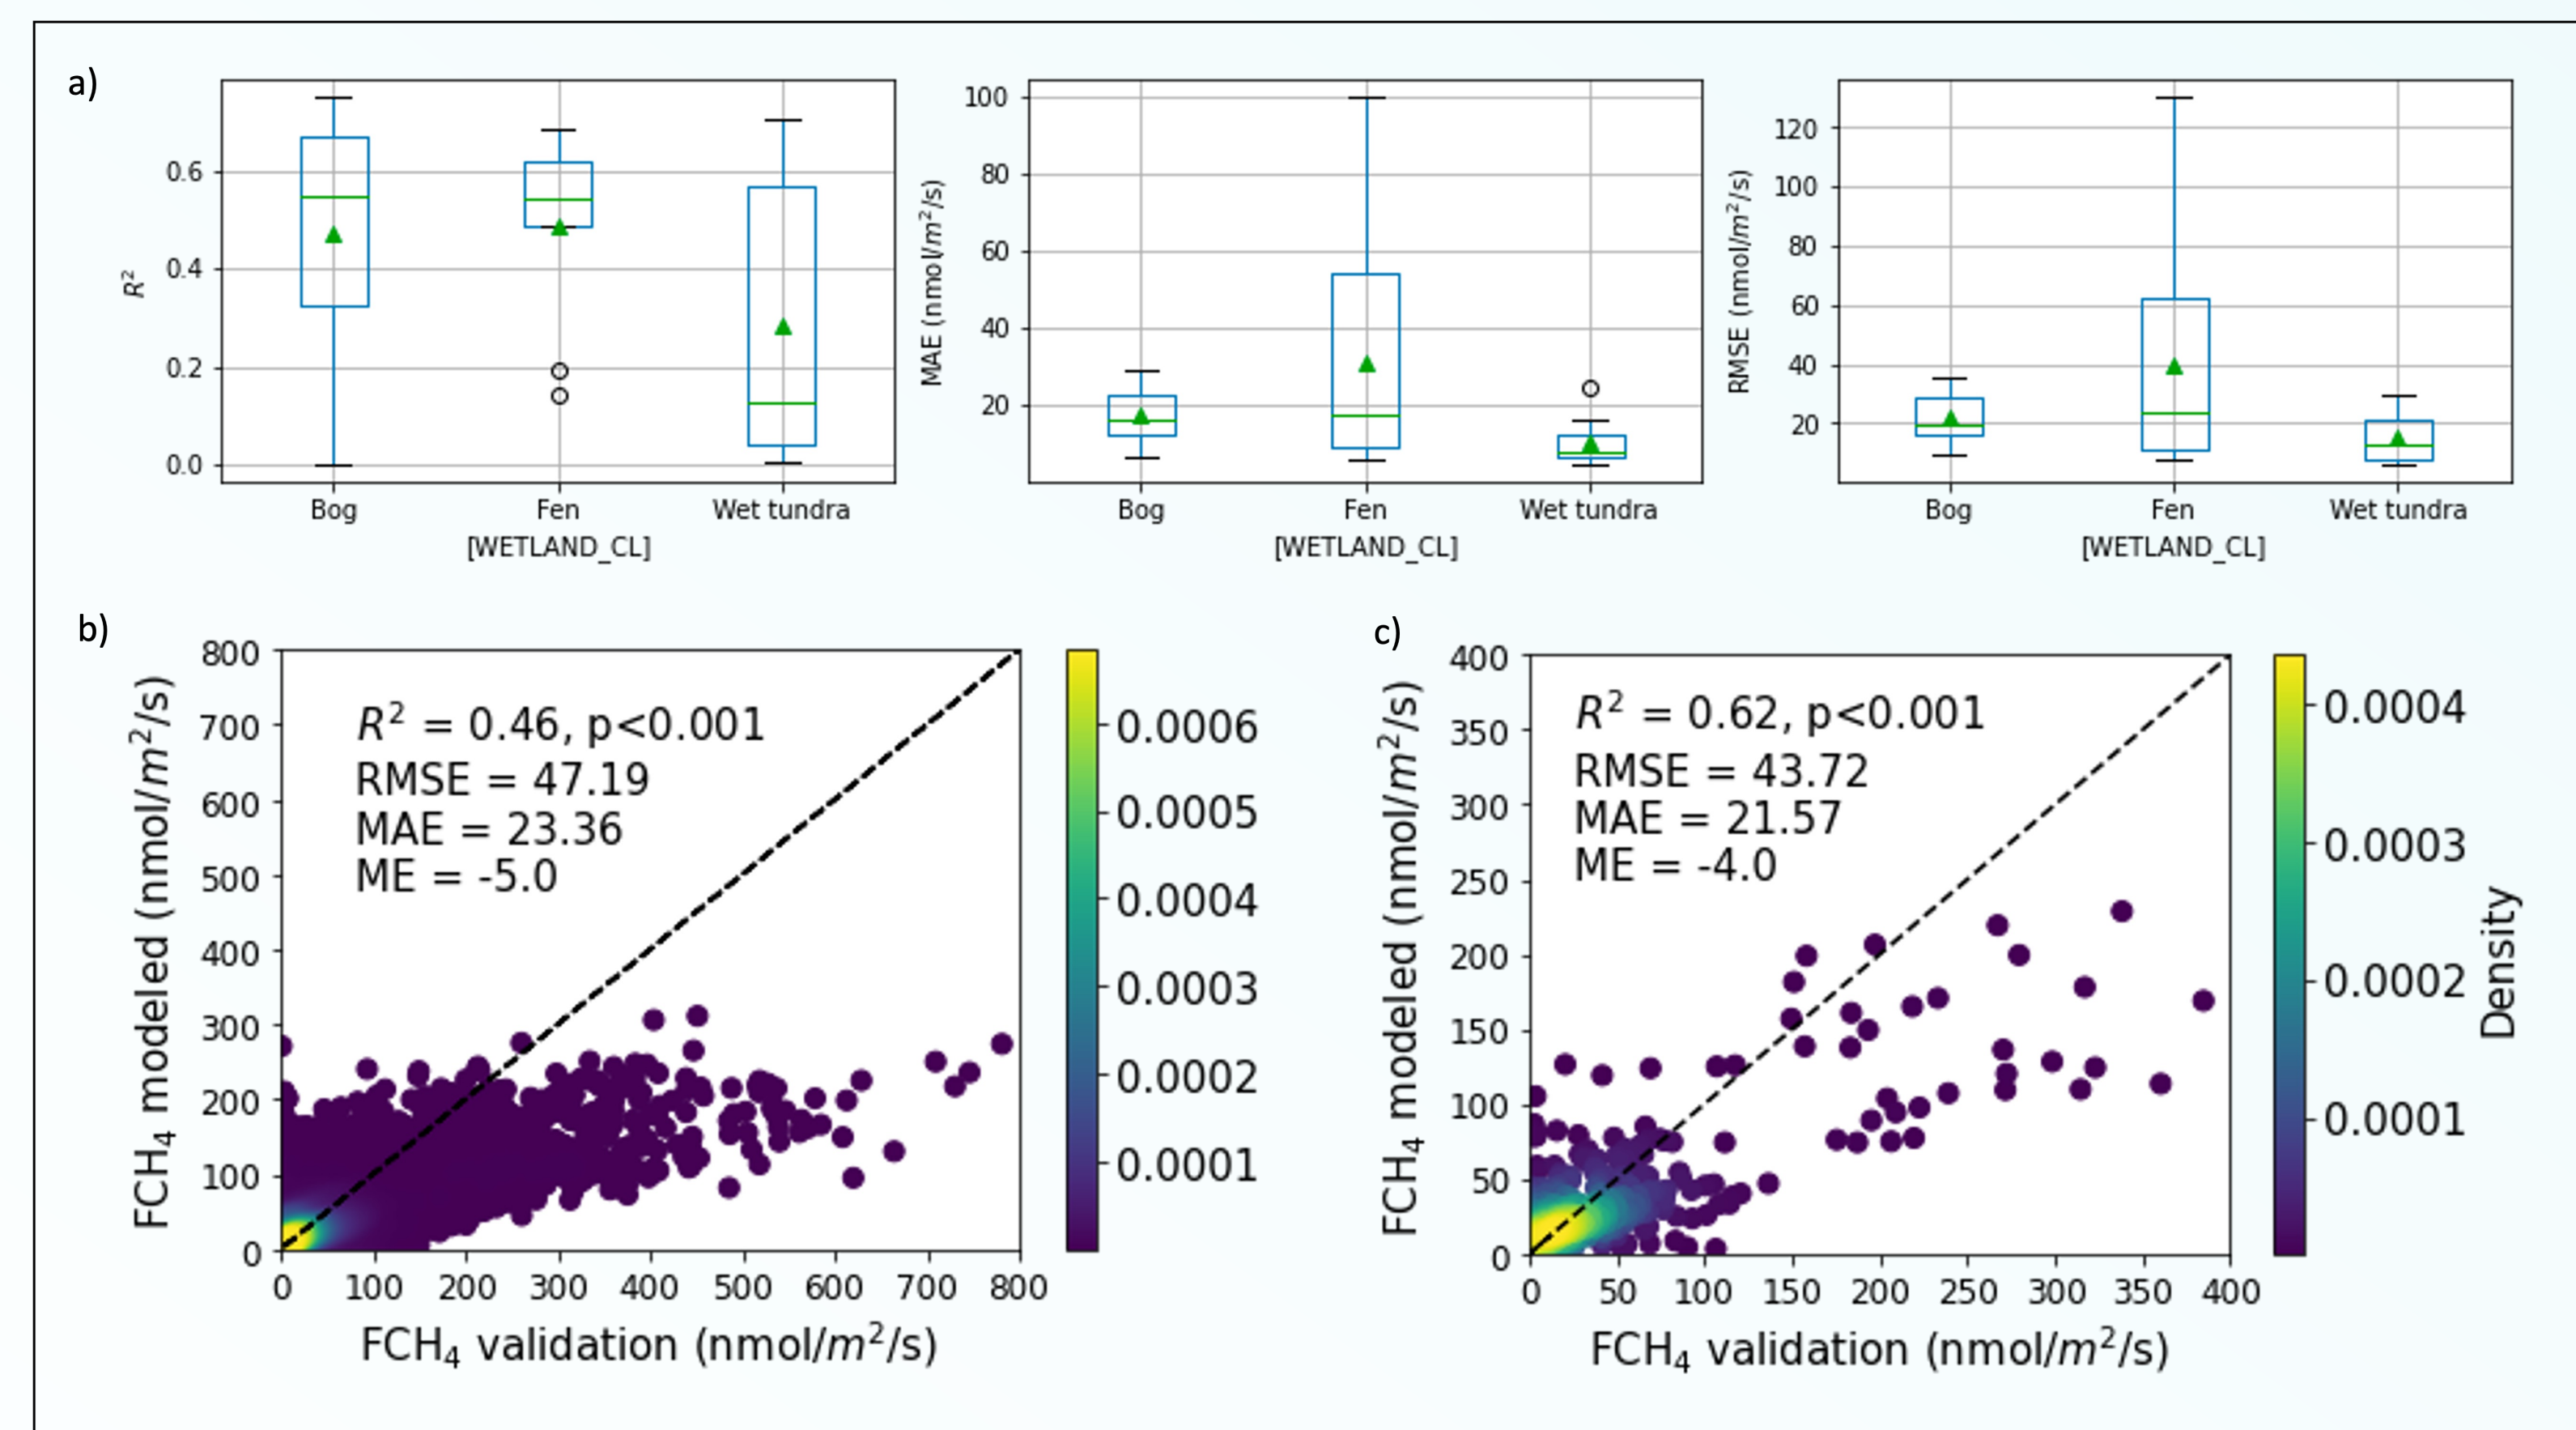 a)
R²
0.6
0.4
0.2
0.0
Bog
Fen
Wet tundra
[WETLAND_CL]
MAE (nmol/m²/s)
100
80
60
40
20
Bog
Fen
Wet tundra
[WETLAND_CL]
RMSE (nmol/m²/s)
120
100
80
60
40
20
Bog
Fen
Wet tundra
[WETLAND_CL]
b)
FCH₄ modeled (nmol/m²/s)
800
700
600
500
400
300
200
100
0
R² = 0.46, p<0.001
RMSE = 47.19
MAE = 23.36
ME = -5.0
0 100 200 300 400 500 600 700 800
FCH₄ validation (nmol/m²/s)
0.0006
0.0005
0.0004
0.0003
0.0002
0.0001
c)
FCH₄ modeled (nmol/m²/s)
400
350
300
250
200
150
100
50
0
R² = 0.62, p<0.001
RMSE = 43.72
MAE = 21.57
ME = -4.0
0 50 100 150 200 250 300 350 400
FCH₄ validation (nmol/m²/s)
0.0004
0.0003
0.0002
0.0001
Density